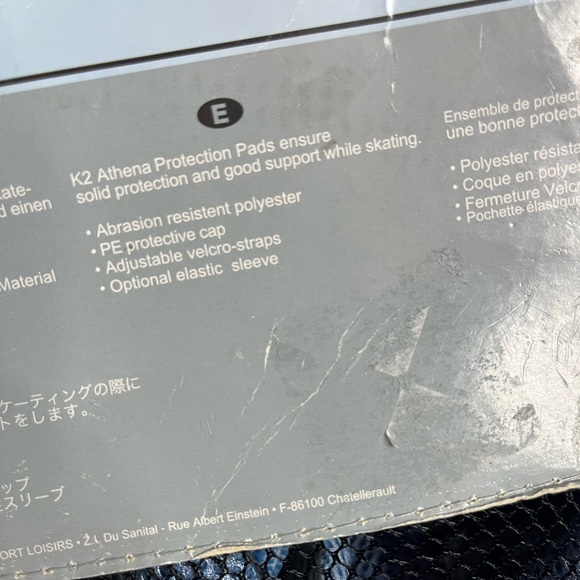 E
K2 Athena Protection Pads ensure
solid protection and good support while skating.
• Abrasion resistent polyester
• PE protective cap
• Adjustable velcro-straps
• Optional elastic sleeve
ate-
d einen
Material
Ensemble de protect
une bonne protec
• Polyester résista
• Coque en polye
• Fermeture Velc
• Pochette élastique
ケーティングの際に
トをします。
ップ
スリーブ
ORT LOISIRS • Z.I. Du Sanital - Rue Albert Einstein • F-86100 Chatellerault